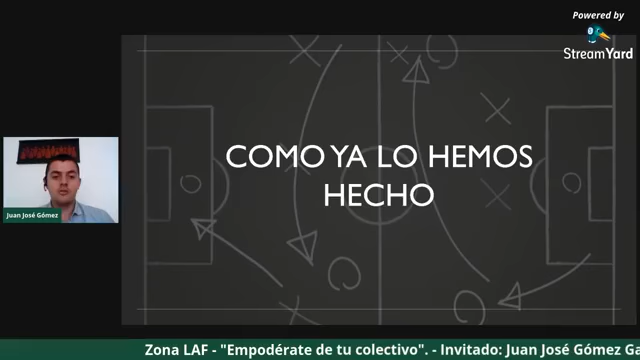 Powered by
StreamYard
COMO YA LO HEMOS
HECHO
Juan José Gómez
Zona LAF - "Empodérate de tu colectivo". - Invitado: Juan José Gómez Ga